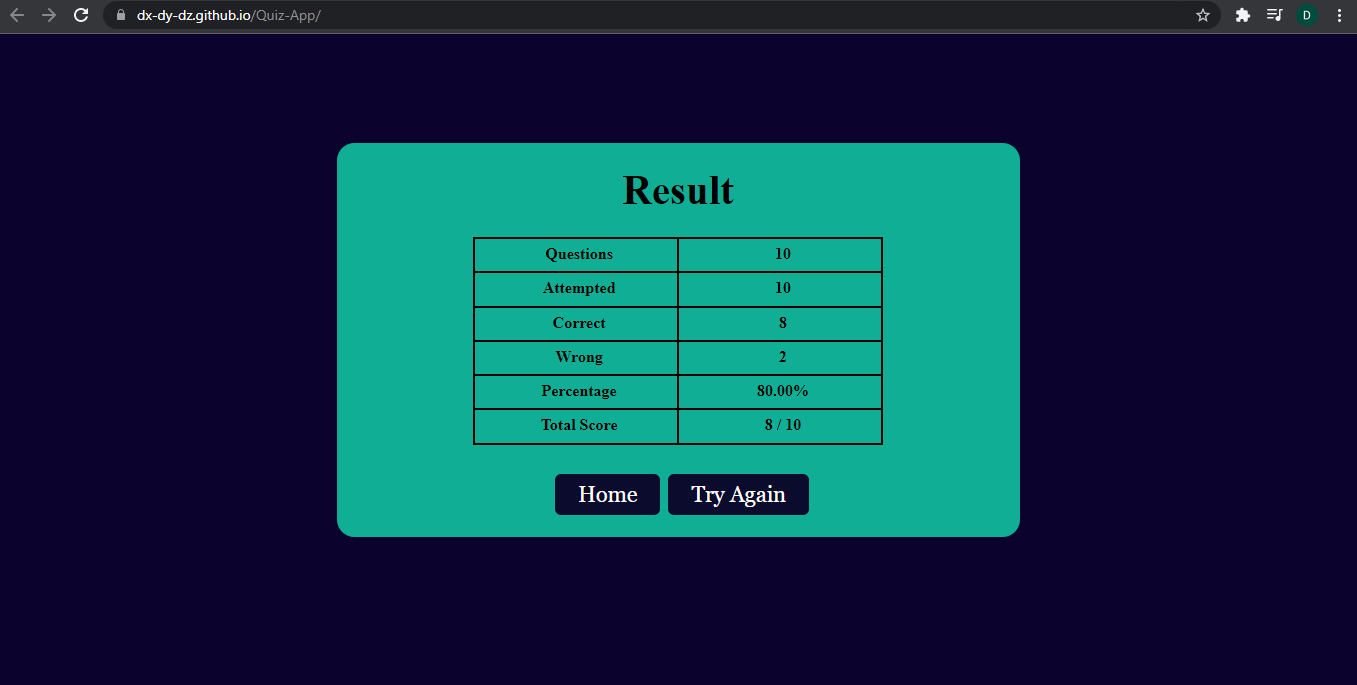 dx-dy-dz.github.io/Quiz-App/
D
Result
Questions 10
Attempted 10
Correct 8
Wrong 2
Percentage 80.00%
Total Score 8 / 10
Home Try Again